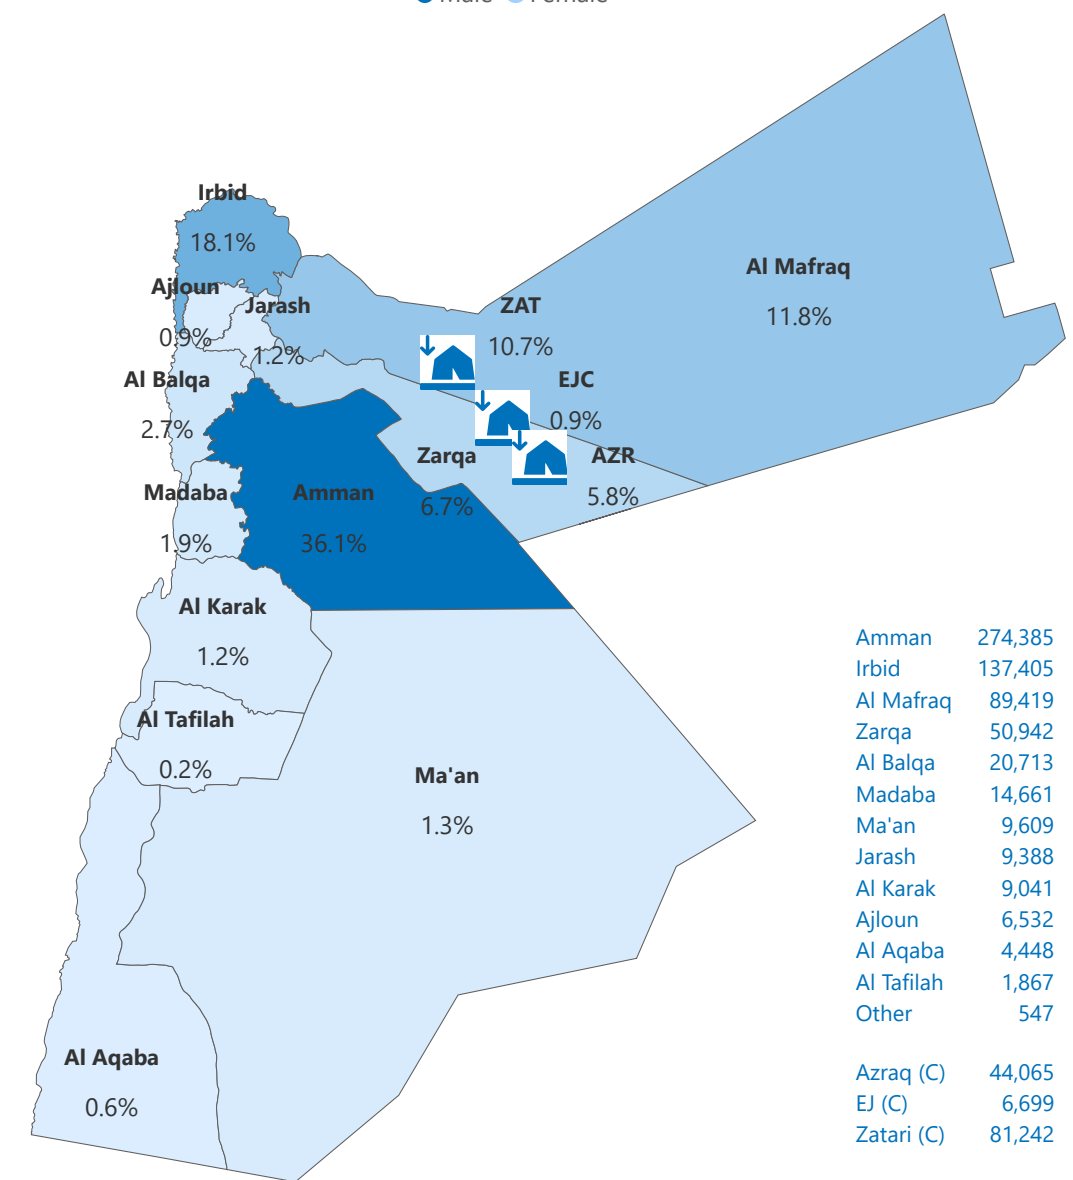 Male Female
Irbid
18.1%
Ajloun
0.9%
Jarash
1.2%
ZAT
10.7%
Al Mafraq
11.8%
EJC
0.9%
Al Balqa
2.7%
Zarqa
6.7%
AZR
5.8%
Madaba
1.9%
Amman
36.1%
Al Karak
1.2%
Al Tafilah
0.2%
Ma'an
1.3%
Al Aqaba
0.6%
Amman 274,385
Irbid 137,405
Al Mafraq 89,419
Zarqa 50,942
Al Balqa 20,713
Madaba 14,661
Ma'an 9,609
Jarash 9,388
Al Karak 9,041
Ajloun 6,532
Al Aqaba 4,448
Al Tafilah 1,867
Other 547
Azraq (C) 44,065
EJ (C) 6,699
Zatari (C) 81,242